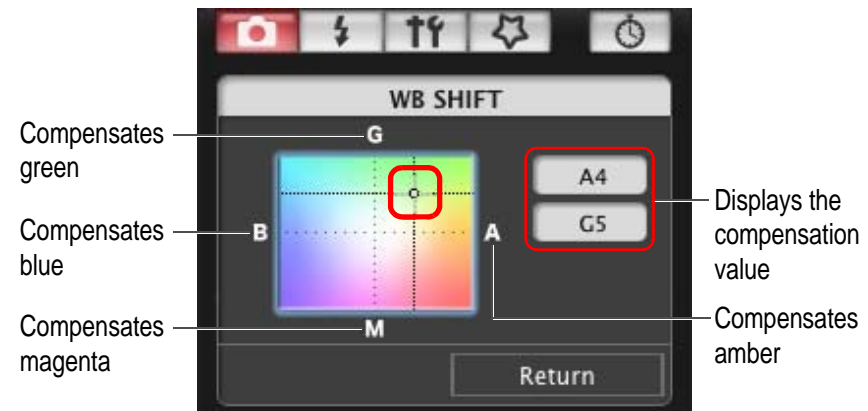 WB SHIFT
Compensates
green
G
A4
Displays the
compensation
value
Compensates
blue
B
A
G5
Compensates
magenta
M
Compensates
amber
Return